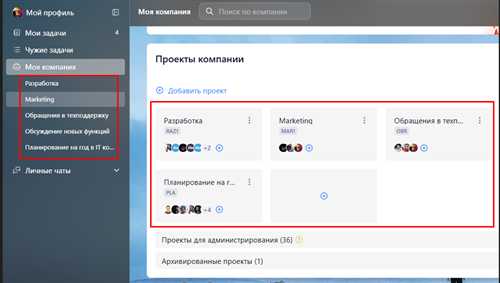 Мой профиль
Мои задачи 4
Чужие задачи
Моя компания
Разработка
Marketing
Обращения в техподдержку
Обсуждение новых функций
Планирование на год в IT ко...
Личные чаты
Моя компания
Поиск по компании
Проекты компании
Добавить проект
Разработка
RAZ1
+2
Marketing
MAR1
Обращения в техп...
OBR
Планирование на г...
PLA
+4
Проекты для администрирования (36)
Архивированные проекты (1)